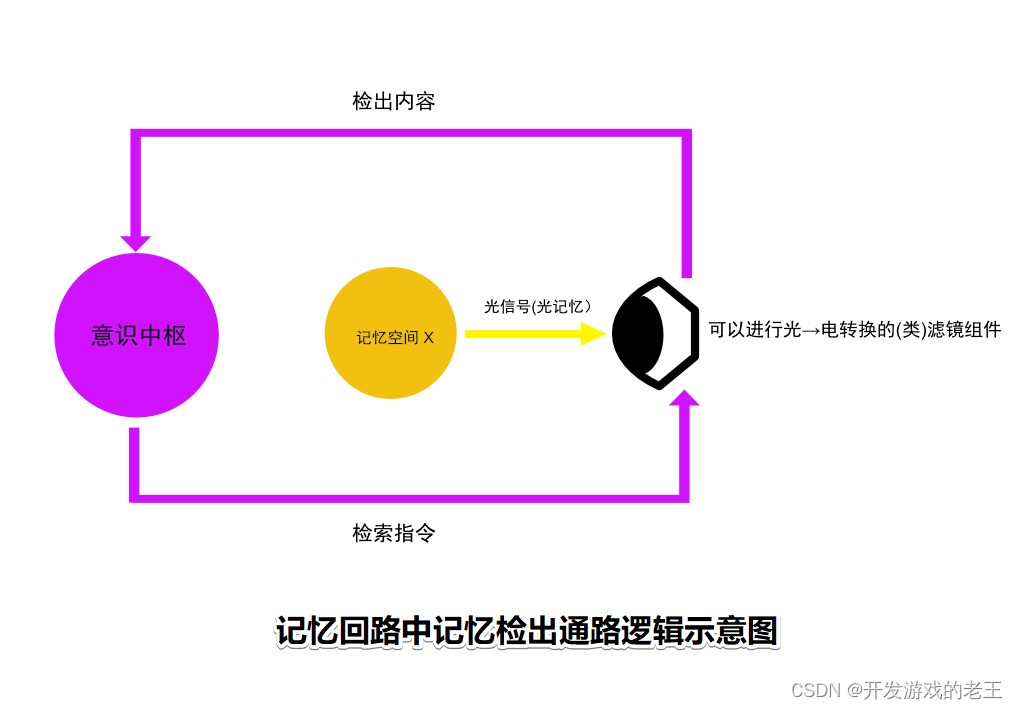 检出内容
意识中枢
记忆空间 X
光信号(光记忆）
可以进行光→电转换的(类)滤镜组件
检索指令
记忆回路中记忆检出通路逻辑示意图
CSDN @开发游戏的老王